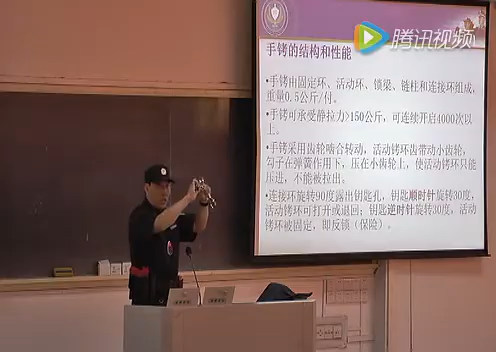 手铐的结构和性能
腾讯视频
•手铐由固定环、活动环、锁梁、链柱和连接环组成，
重量0.5公斤/付。
•手铐可承受静拉力>150公斤，可连续开启4000次以
上。
•手铐采用齿轮啮合转动，活动铐环齿带动小齿轮，
勾子在弹簧作用下，压在小齿轮上，使活动铐环只能
压进，不能被拉出。
•连接环旋转90度露出钥匙孔，钥匙顺时针旋转30度，
活动铐环可打开或退回；钥匙逆时针旋转30度，活动
铐环被固定，即反锁（保险）。